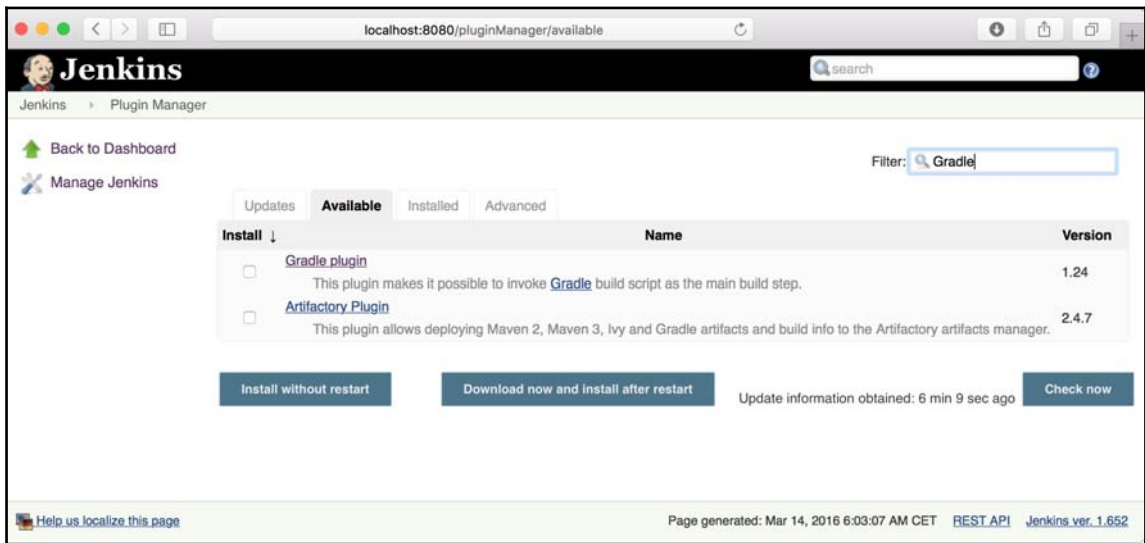 localhost:8080/pluginManager/available
Jenkins
search
Jenkins Plugin Manager
Back to Dashboard
Manage Jenkins
Filter: Gradle
Updates Available Installed Advanced
Install ↓ Name Version
Gradle plugin
This plugin makes it possible to invoke Gradle build script as the main build step.
1.24
Artifactory Plugin
This plugin allows deploying Maven 2, Maven 3, Ivy and Gradle artifacts and build info to the Artifactory artifacts manager.
2.4.7
Install without restart Download now and install after restart Update information obtained: 6 min 9 sec ago Check now
Help us localize this page Page generated: Mar 14, 2016 6:03:07 AM CET REST API Jenkins ver. 1.652